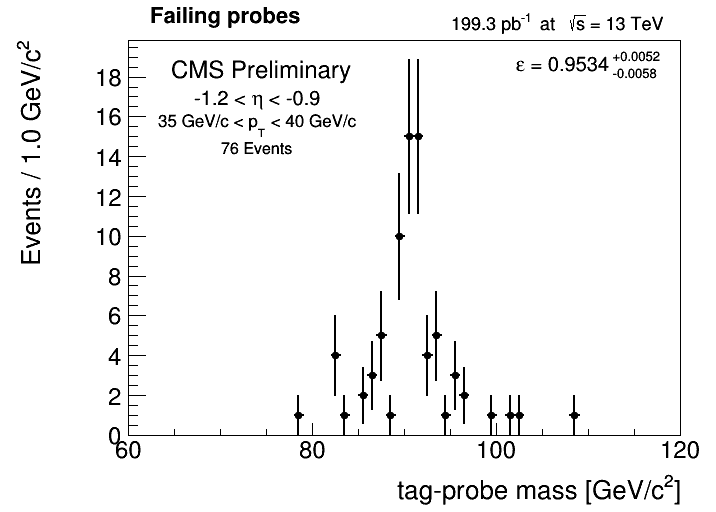 Failing probes
199.3 pb⁻¹ at √s = 13 TeV
CMS Preliminary
-1.2 < η < -0.9
35 GeV/c < p_T < 40 GeV/c
76 Events
ε = 0.9534 +0.0052 -0.0058
Events / 1.0 GeV/c²
18
16
14
12
10
8
6
4
2
0
60 80 100 120
tag-probe mass [GeV/c²]